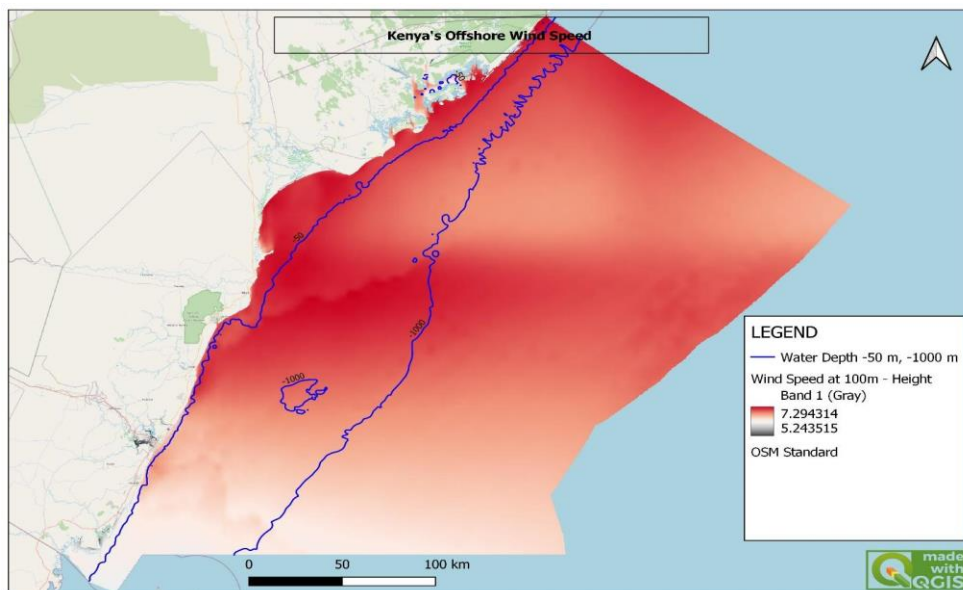 Kenya's Offshore Wind Speed
-50
-1000
-1000
LEGEND
Water Depth -50 m, -1000 m
Wind Speed at 100m - Height
Band 1 (Gray)
7.294314
5.243515
OSM Standard
0 50 100 km
made
with
QGIS